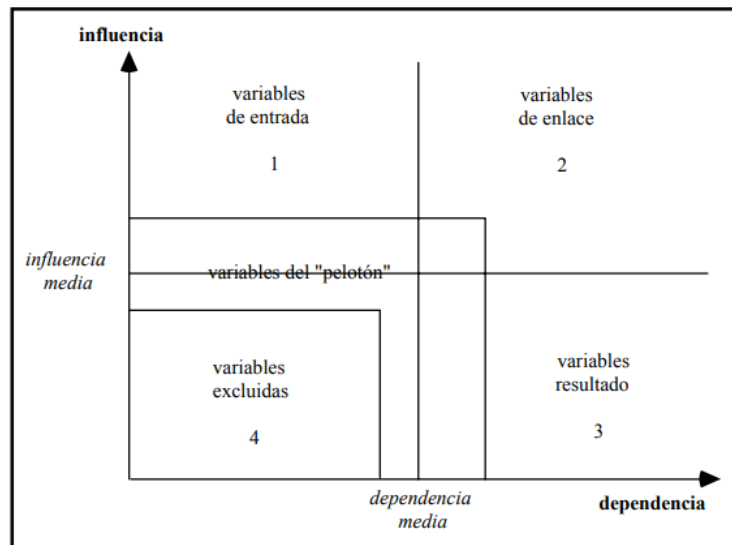 influencia
variables
de entrada
1
variables
de enlace
2
influencia
media
variables del "pelotón"
variables
excluidas
4
variables
resultado
3
dependencia
media
dependencia